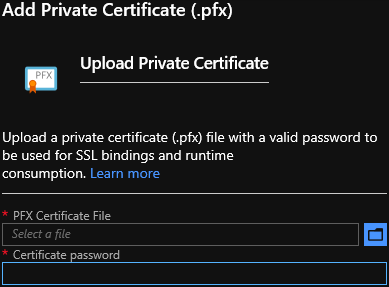 Add Private Certificate (.pfx)
PFX
Upload Private Certificate
Upload a private certificate (.pfx) file with a valid password to
be used for SSL bindings and runtime
consumption. Learn more
* PFX Certificate File
Select a file
* Certificate password